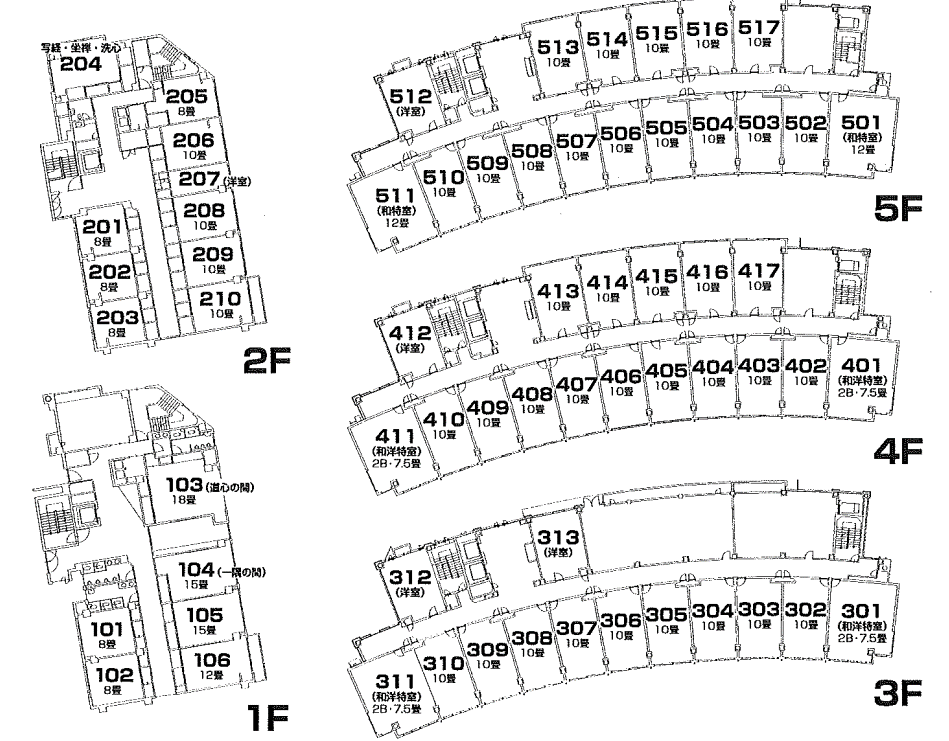 写経・坐禅・洗心
204
205
8畳
206
10畳
207(洋室)
208
10畳
209
10畳
210
10畳
201
8畳
202
8畳
203
8畳
2F
103(道心の間)
18畳
104(一隅の間)
15畳
105
15畳
106
12畳
101
8畳
102
8畳
1F
513
10畳
514
10畳
515
10畳
516
10畳
517
10畳
512
(洋室)
511
(和特室)
12畳
510
10畳
509
10畳
508
10畳
507
10畳
506
10畳
505
10畳
504
10畳
503
10畳
502
10畳
501
(和特室)
12畳
5F
413
10畳
414
10畳
415
10畳
416
10畳
417
10畳
412
(洋室)
411
(和洋特室)
2B・7.5畳
410
10畳
409
10畳
408
10畳
407
10畳
406
10畳
405
10畳
404
10畳
403
10畳
402
10畳
401
(和洋特室)
2B・7.5畳
4F
313
(洋室)
312
(洋室)
311
(和洋特室)
2B・7.5畳
310
10畳
309
10畳
308
10畳
307
10畳
306
10畳
305
10畳
304
10畳
303
10畳
302
10畳
301
(和洋特室)
2B・7.5畳
3F